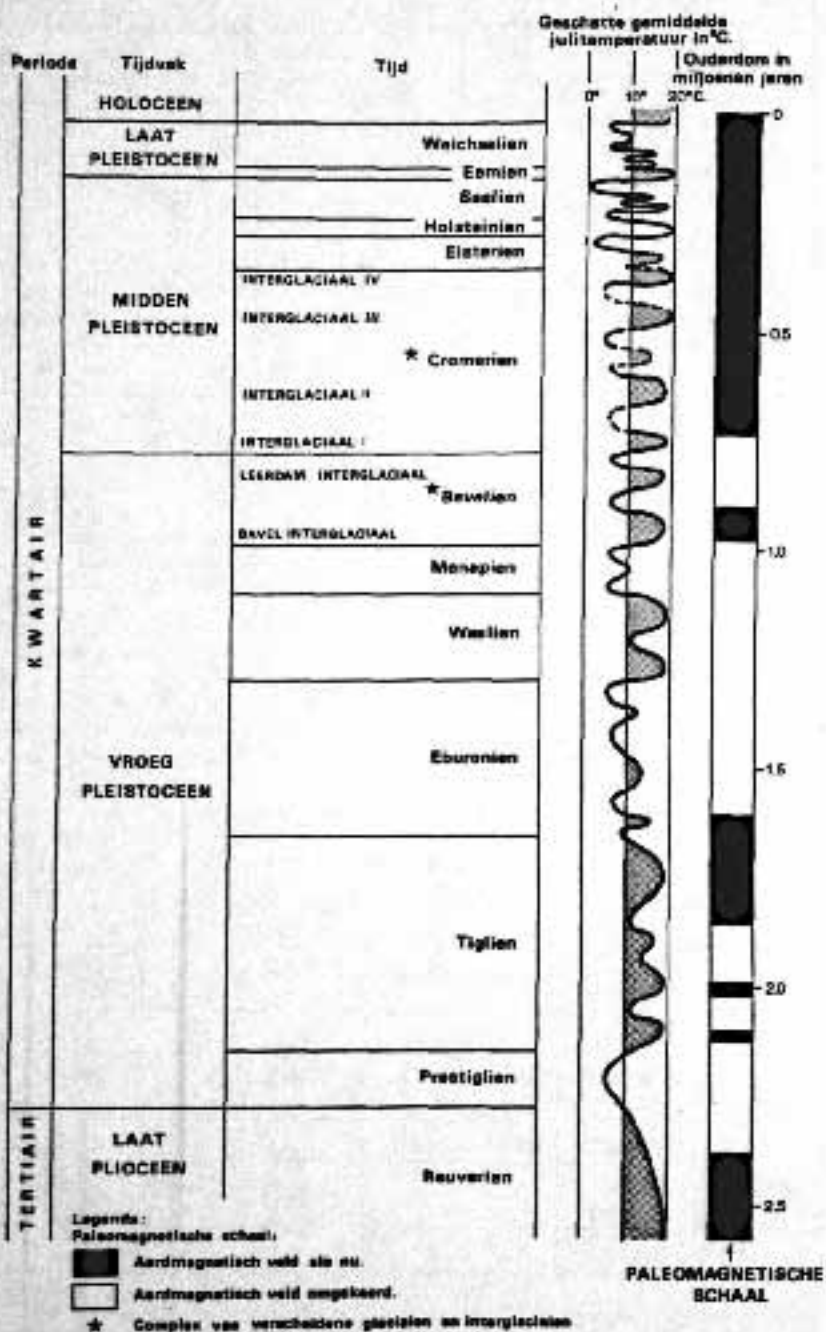 Geschatte gemiddelde
julitemperatuur in °C.
Periode Tijdvak Tijd
Ouderdom in
miljoenen jaren
0° 10° 20°C.
HOLOCEEN
0
LAAT
PLEISTOCEEN
Weichselien
Eemien
Saalien
Holsteinien
Elsterien
INTERGLACIAAL IV
MIDDEN
PLEISTOCEEN
INTERGLACIAAL III
0.5
* Cromerien
INTERGLACIAAL II
INTERGLACIAAL I
LEERDAM INTERGLACIAAL
* Bavelien
BAVEL INTERGLACIAAL
1.0
Menapien
KWARTAIR
Waalien
Eburonien
VROEG
PLEISTOCEEN
1.5
Tiglien
2.0
Pretiglien
TERTIAIR
LAAT
PLIOCEEN
Reuverien
2.5
Legenda:
Paleomagnetische schaal:
Aardmagnetisch veld als nu.
Aardmagnetisch veld omgekeerd.
* Complex van verscheidene glacialen en interglacialen
PALEOMAGNETISCHE
SCHAAL